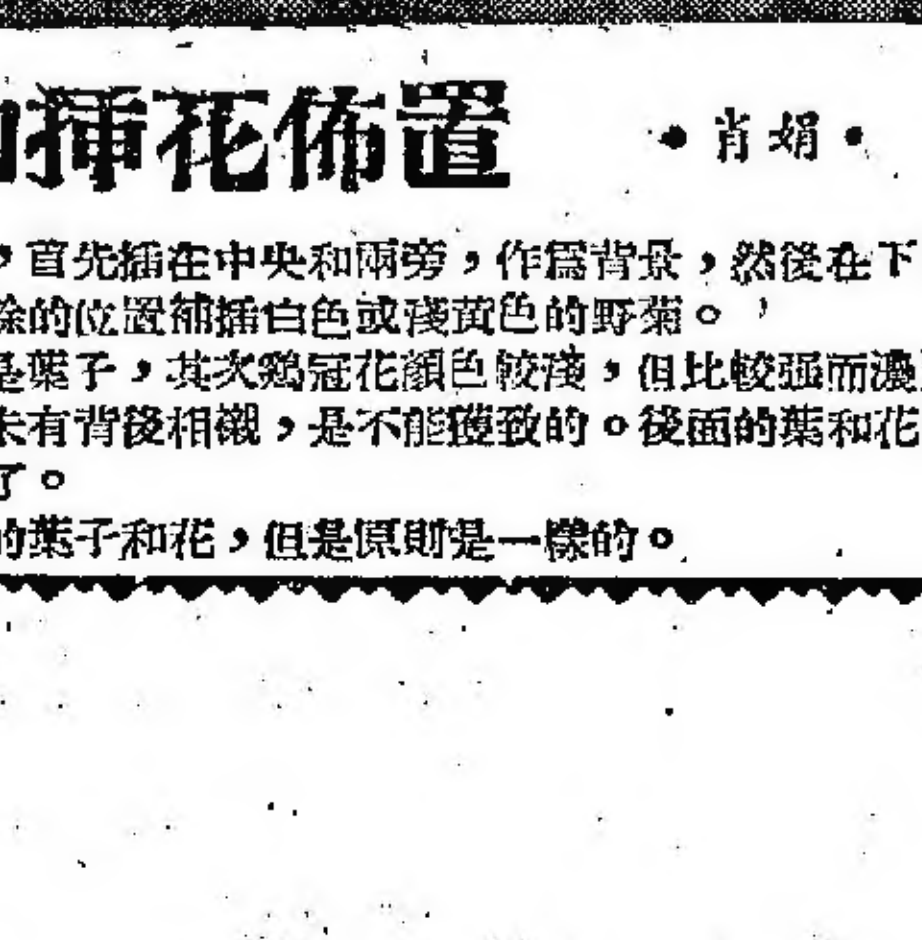 插花佈置 •肖娟•
，首先插在中央和兩旁，作爲背景，然後在下
餘的位置補插白色或淺黃色的野菊。
是葉子，其次鷄冠花顏色較淺，但比較强而濃
未有背後相襯，是不能獲致的。後面的葉和花
了。
的葉子和花，但是原則是一樣的。